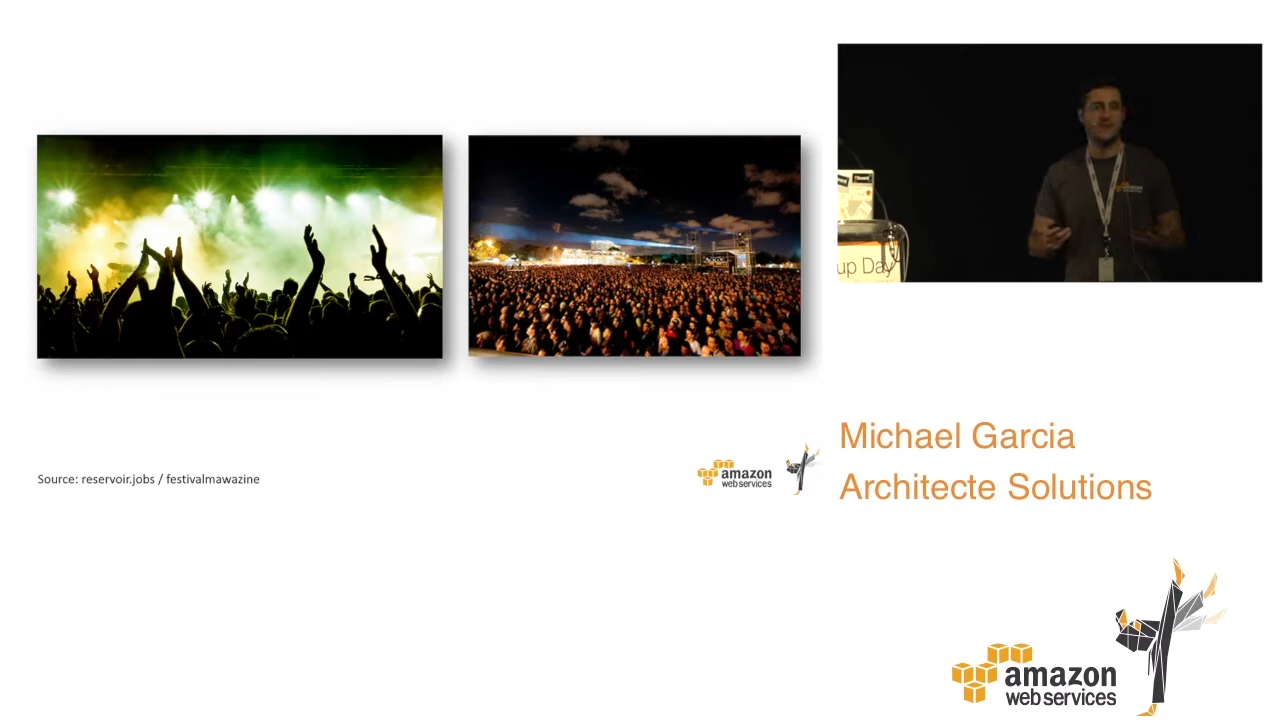 up Day
Michael Garcia
Architecte Solutions
Source: reservoir.jobs / festivalmawazine
amazon
web services
amazon
web services